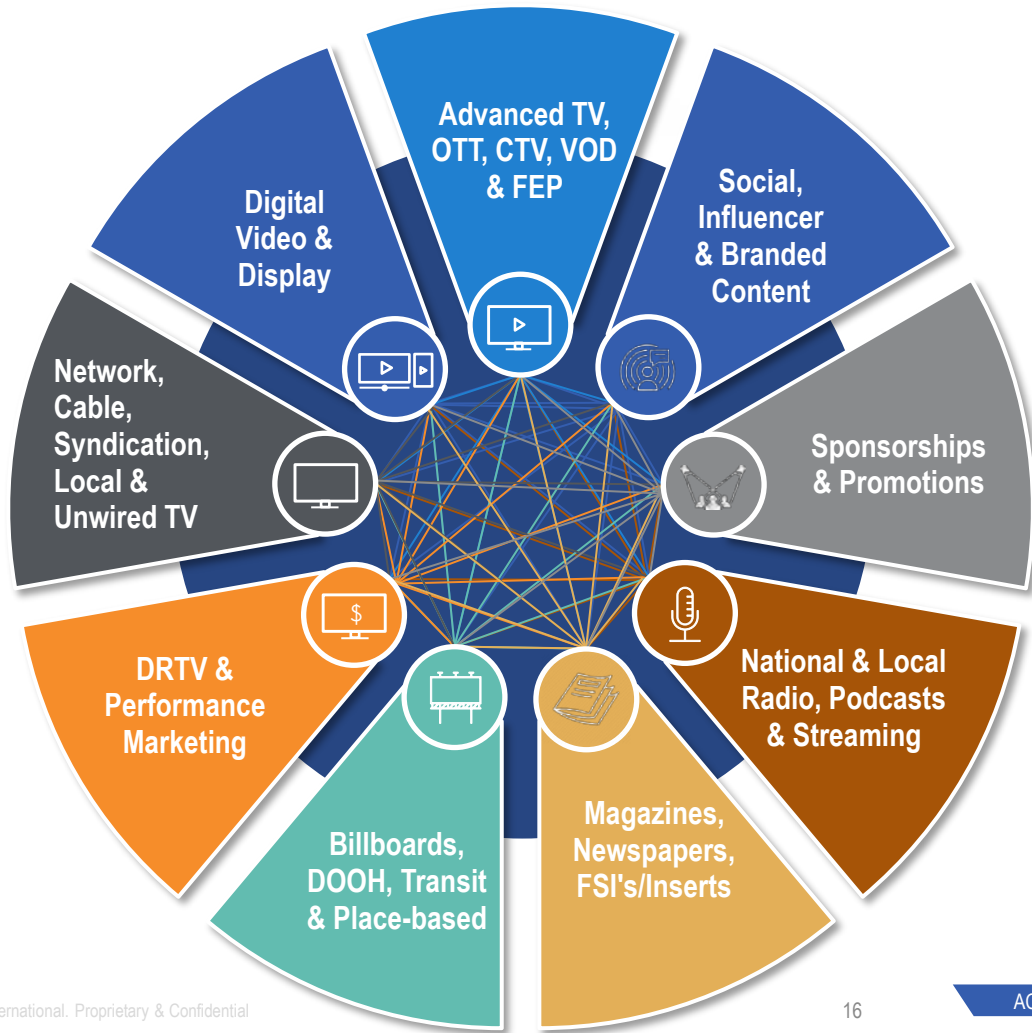 Advanced TV,
OTT, CTV, VOD
& FEP
Social,
Influencer
& Branded
Content
Sponsorships
& Promotions
National & Local
Radio, Podcasts
& Streaming
Magazines,
Newspapers,
FSI's/Inserts
Billboards,
DOOH, Transit
& Place-based
DRTV &
Performance
Marketing
$
Network,
Cable,
Syndication,
Local &
Unwired TV
Digital
Video &
Display
ernational. Proprietary & Confidential
16